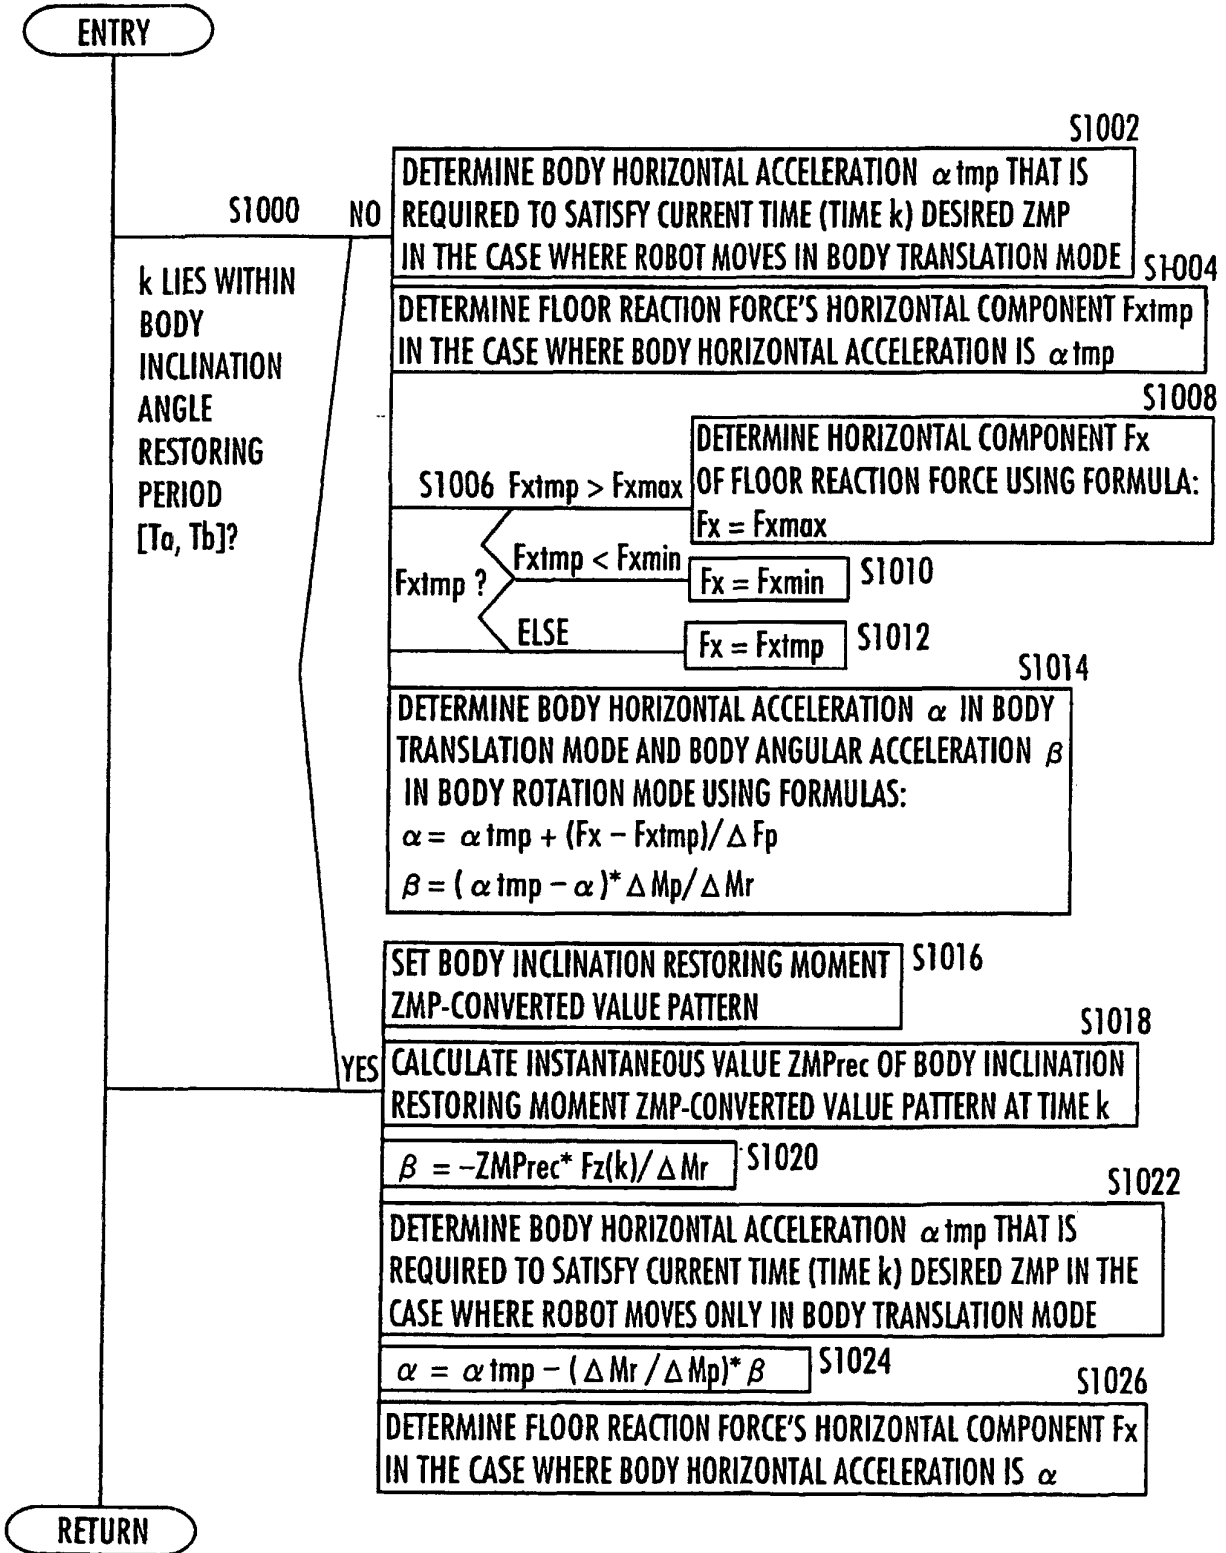 ENTRY
S1002
DETERMINE BODY HORIZONTAL ACCELERATION α tmp THAT IS
REQUIRED TO SATISFY CURRENT TIME (TIME k) DESIRED ZMP
IN THE CASE WHERE ROBOT MOVES IN BODY TRANSLATION MODE
S1000
NO
k LIES WITHIN
BODY
INCLINATION
ANGLE
RESTORING
PERIOD
[Ta, Tb]?
S1004
DETERMINE FLOOR REACTION FORCE'S HORIZONTAL COMPONENT Fxtmp
IN THE CASE WHERE BODY HORIZONTAL ACCELERATION IS α tmp
S1008
DETERMINE HORIZONTAL COMPONENT Fx
OF FLOOR REACTION FORCE USING FORMULA:
Fx = Fxmax
S1006 Fxtmp > Fxmax
Fxtmp ?
Fxtmp < Fxmin
Fx = Fxmin
S1010
ELSE
Fx = Fxtmp
S1012
S1014
DETERMINE BODY HORIZONTAL ACCELERATION α IN BODY
TRANSLATION MODE AND BODY ANGULAR ACCELERATION β
IN BODY ROTATION MODE USING FORMULAS:
α = α tmp + (Fx – Fxtmp)/ Δ Fp
β = ( α tmp – α )* Δ Mp/ Δ Mr
SET BODY INCLINATION RESTORING MOMENT
ZMP-CONVERTED VALUE PATTERN
S1016
S1018
YES
CALCULATE INSTANTANEOUS VALUE ZMPrec OF BODY INCLINATION
RESTORING MOMENT ZMP-CONVERTED VALUE PATTERN AT TIME k
β = –ZMPrec* Fz(k)/ Δ Mr
S1020
S1022
DETERMINE BODY HORIZONTAL ACCELERATION α tmp THAT IS
REQUIRED TO SATISFY CURRENT TIME (TIME k) DESIRED ZMP IN THE
CASE WHERE ROBOT MOVES ONLY IN BODY TRANSLATION MODE
α = α tmp – ( Δ Mr / Δ Mp)* β
S1024
S1026
DETERMINE FLOOR REACTION FORCE'S HORIZONTAL COMPONENT Fx
IN THE CASE WHERE BODY HORIZONTAL ACCELERATION IS α
RETURN